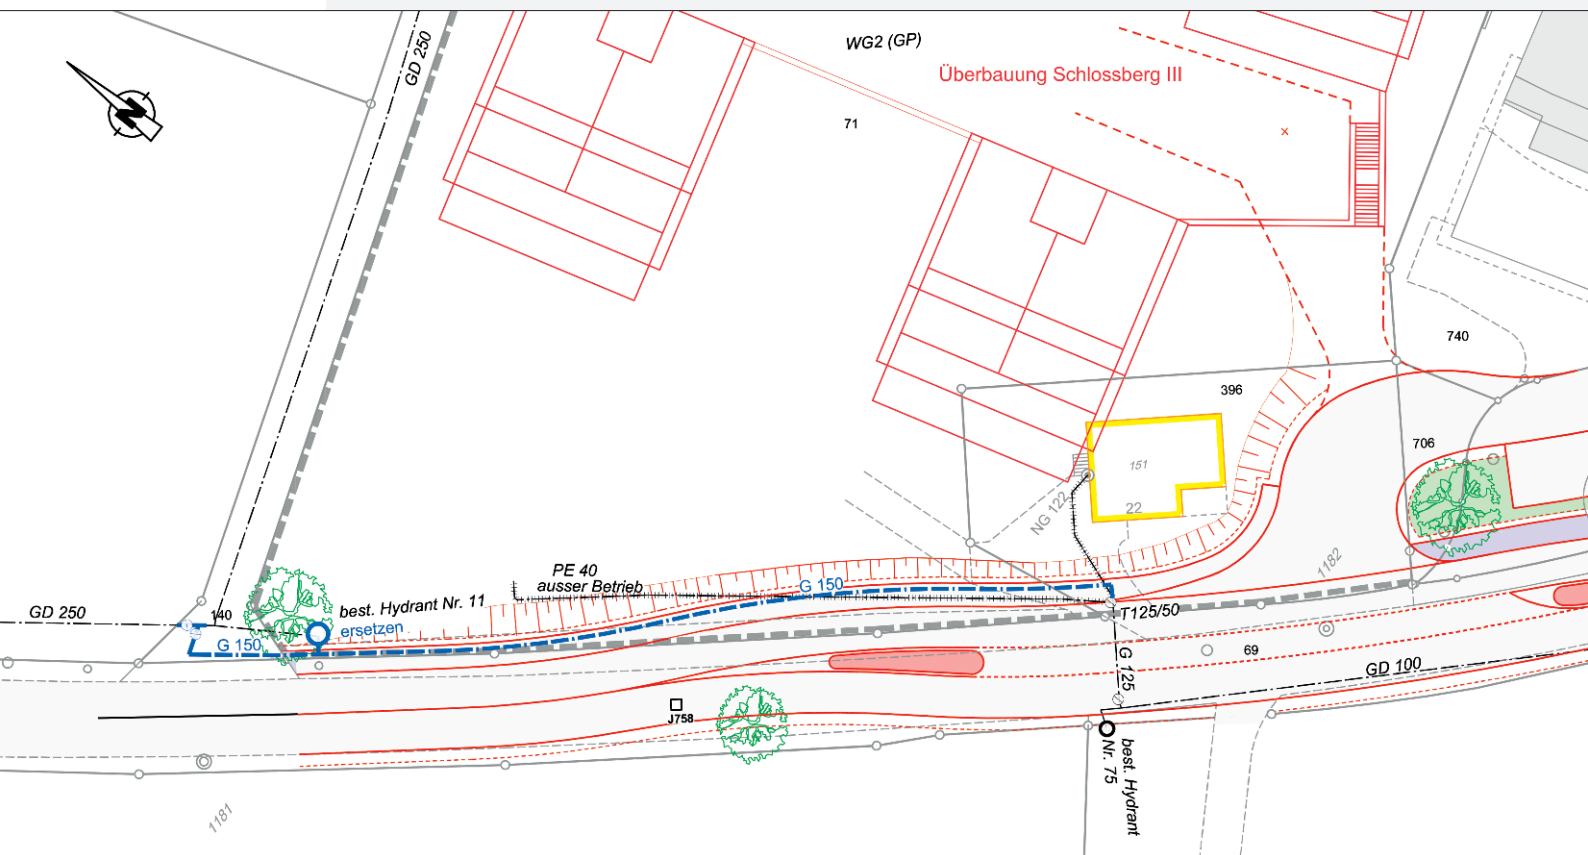 GD 250
WG2 (GP)
Überbauung Schlossberg III
71
N
740
396
706
151
22
NG 122
1182
PE 40
ausser Betrieb
G 150
GD 250
140
best. Hydrant Nr. 11
ersetzen
G 150
T125/50
69
G 125
GD 100
J758
best. Hydrant
Nr. 75
1181